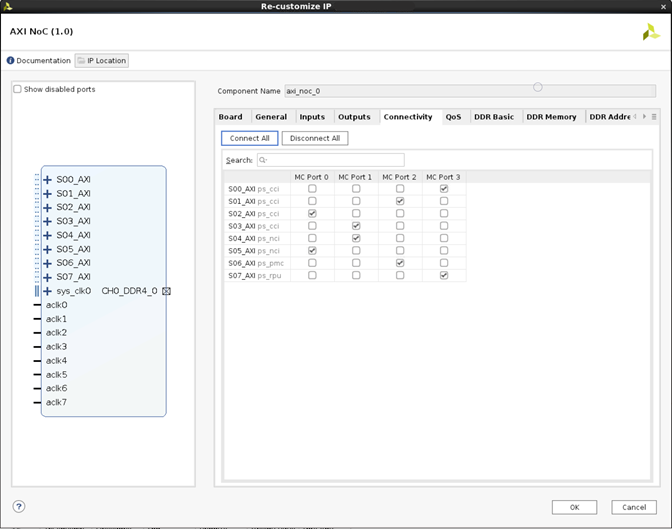 Re-customize IP
AXI NoC (1.0)
Documentation IP Location
Show disabled ports
Component Name axi_noc_0
Board General Inputs Outputs Connectivity QoS DDR Basic DDR Memory DDR Addre
Connect All Disconnect All
Search: Q-
MC Port 0 MC Port 1 MC Port 2 MC Port 3
S00_AXI ps_cci
S01_AXI ps_cci
S02_AXI ps_cci
S03_AXI ps_cci
S04_AXI ps_nci
S05_AXI ps_nci
S06_AXI ps_pmc
S07_AXI ps_rpu
S00_AXI
S01_AXI
S02_AXI
S03_AXI
S04_AXI
S05_AXI
S06_AXI
S07_AXI
sys_clk0 CH0_DDR4_0
aclk0
aclk1
aclk2
aclk3
aclk4
aclk5
aclk6
aclk7
?
OK Cancel